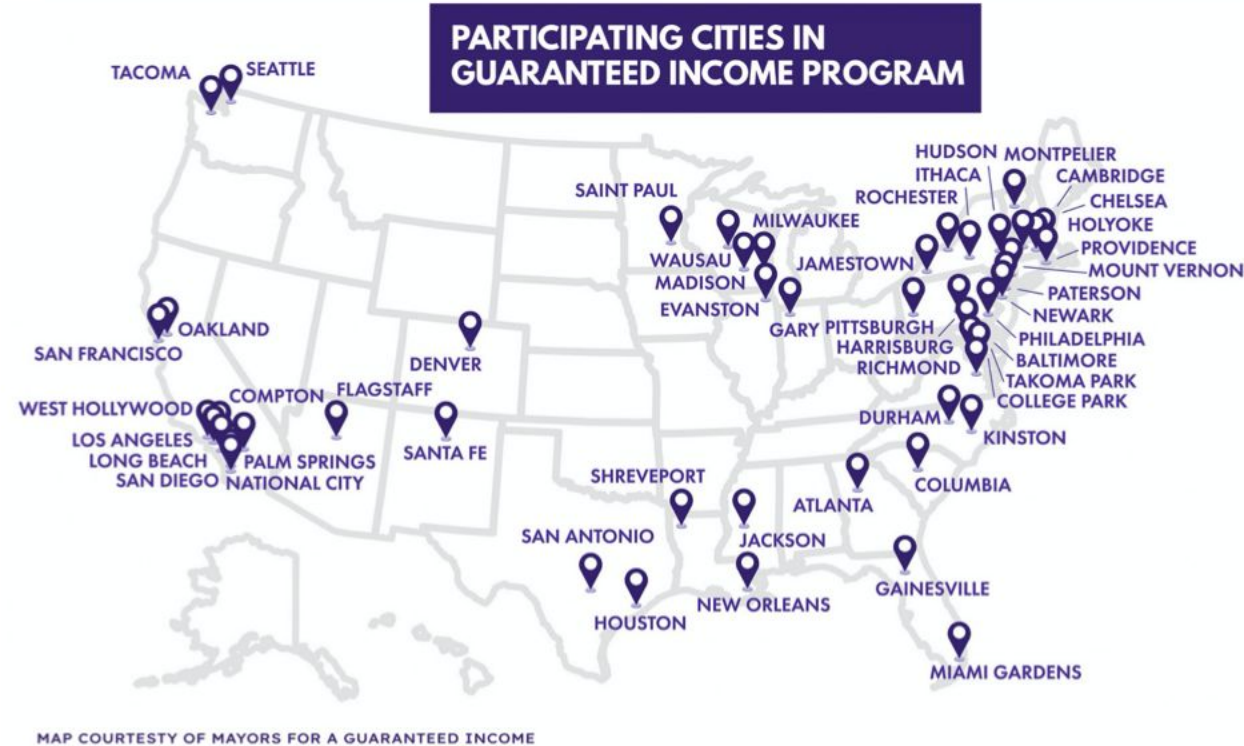 PARTICIPATING CITIES IN
GUARANTEED INCOME PROGRAM
TACOMA
SEATTLE
HUDSON
MONTPELIER
ITHACA
CAMBRIDGE
ROCHESTER
CHELSEA
SAINT PAUL
HOLYOKE
MILWAUKEE
PROVIDENCE
WAUSAU
JAMESTOWN
MOUNT VERNON
MADISON
PATERSON
EVANSTON
NEWARK
GARY
PITTSBURGH
PHILADELPHIA
OAKLAND
HARRISBURG
BALTIMORE
SAN FRANCISCO
DENVER
RICHMOND
TAKOMA PARK
COLLEGE PARK
COMPTON
FLAGSTAFF
WEST HOLLYWOOD
DURHAM
KINSTON
LOS ANGELES
SANTA FE
LONG BEACH
PALM SPRINGS
SAN DIEGO
NATIONAL CITY
SHREVEPORT
COLUMBIA
ATLANTA
SAN ANTONIO
JACKSON
GAINESVILLE
NEW ORLEANS
HOUSTON
MIAMI GARDENS
MAP COURTESTY OF MAYORS FOR A GUARANTEED INCOME